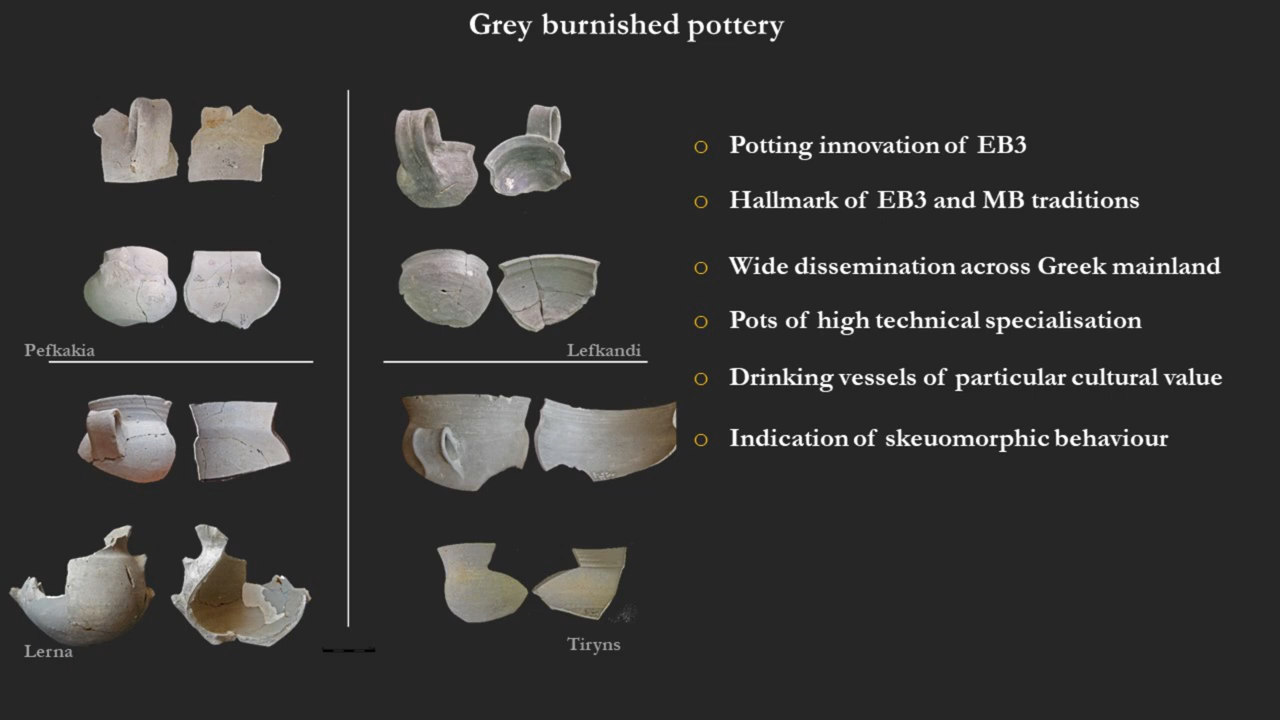 Grey burnished pottery
Pefkakia
Lefkandi
Lerna
Tiryns
Potting innovation of EB3
Hallmark of EB3 and MB traditions
Wide dissemination across Greek mainland
Pots of high technical specialisation
Drinking vessels of particular cultural value
Indication of skeuomorphic behaviour